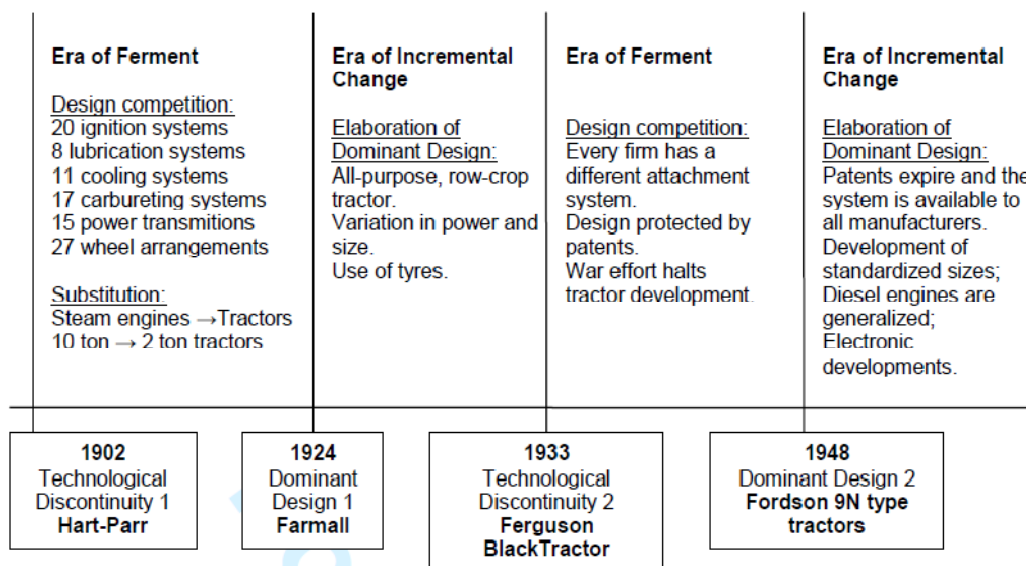 Era of Ferment
Design competition:
20 ignition systems
8 lubrication systems
11 cooling systems
17 carbureting systems
15 power transmitions
27 wheel arrangements
Substitution:
Steam engines →Tractors
10 ton → 2 ton tractors
Era of Incremental
Change
Elaboration of
Dominant Design:
All-purpose, row-crop
tractor.
Variation in power and
size.
Use of tyres.
Era of Ferment
Design competition:
Every firm has a
different attachment
system.
Design protected by
patents.
War effort halts
tractor development.
Era of Incremental
Change
Elaboration of
Dominant Design:
Patents expire and the
system is available to
all manufacturers.
Development of
standardized sizes;
Diesel engines are
generalized;
Electronic
developments.
1902
Technological
Discontinuity 1
Hart-Parr
1924
Dominant
Design 1
Farmall
1933
Technological
Discontinuity 2
Ferguson
BlackTractor
1948
Dominant Design 2
Fordson 9N type
tractors